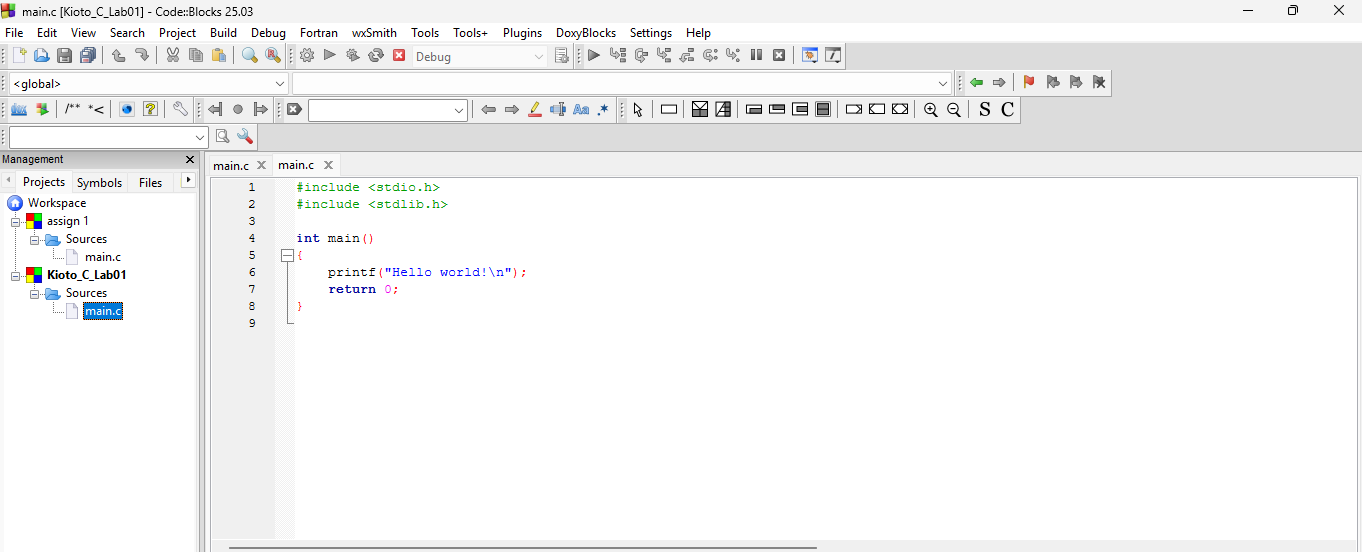 main.c [Kioto_C_Lab01] - Code::Blocks 25.03
File Edit View Search Project Build Debug Fortran wxSmith Tools Tools+ Plugins DoxyBlocks Settings Help
Debug
<global>
/** *<
Aa .*
S C
Management
Projects Symbols Files
main.c main.c
Workspace
assign 1
Sources
main.c
Kioto_C_Lab01
Sources
main.c
1 #include <stdio.h>
2 #include <stdlib.h>
3
4 int main()
5 {
6 printf("Hello world!\n");
7 return 0;
8 }
9